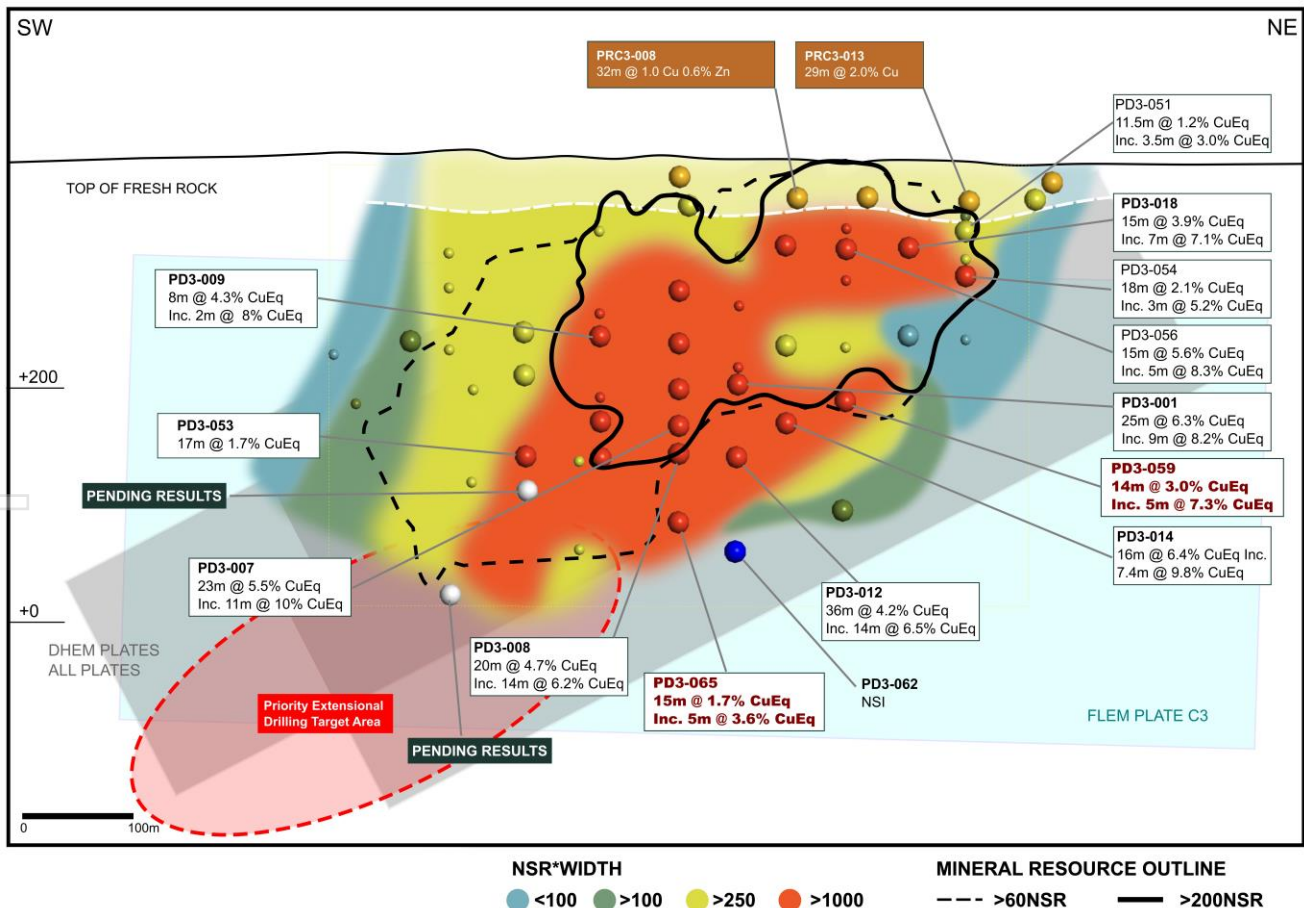 SW
NE
PRC3-008
32m @ 1.0 Cu 0.6% Zn
PRC3-013
29m @ 2.0% Cu
PD3-051
11.5m @ 1.2% CuEq
Inc. 3.5m @ 3.0% CuEq
TOP OF FRESH ROCK
PD3-018
15m @ 3.9% CuEq
Inc. 7m @ 7.1% CuEq
PD3-009
8m @ 4.3% CuEq
Inc. 2m @ 8% CuEq
PD3-054
18m @ 2.1% CuEq
Inc. 3m @ 5.2% CuEq
PD3-056
15m @ 5.6% CuEq
Inc. 5m @ 8.3% CuEq
+200
PD3-001
25m @ 6.3% CuEq
Inc. 9m @ 8.2% CuEq
PD3-053
17m @ 1.7% CuEq
PD3-059
14m @ 3.0% CuEq
Inc. 5m @ 7.3% CuEq
PENDING RESULTS
PD3-014
16m @ 6.4% CuEq Inc.
7.4m @ 9.8% CuEq
PD3-007
23m @ 5.5% CuEq
Inc. 11m @ 10% CuEq
PD3-012
36m @ 4.2% CuEq
Inc. 14m @ 6.5% CuEq
+0
DHEM PLATES
ALL PLATES
PD3-008
20m @ 4.7% CuEq
Inc. 14m @ 6.2% CuEq
PD3-065
15m @ 1.7% CuEq
Inc. 5m @ 3.6% CuEq
PD3-062
NSI
Priority Extensional
Drilling Target Area
FLEM PLATE C3
PENDING RESULTS
0 100m
NSR*WIDTH
<100 >100 >250 >1000
MINERAL RESOURCE OUTLINE
>60NSR >200NSR